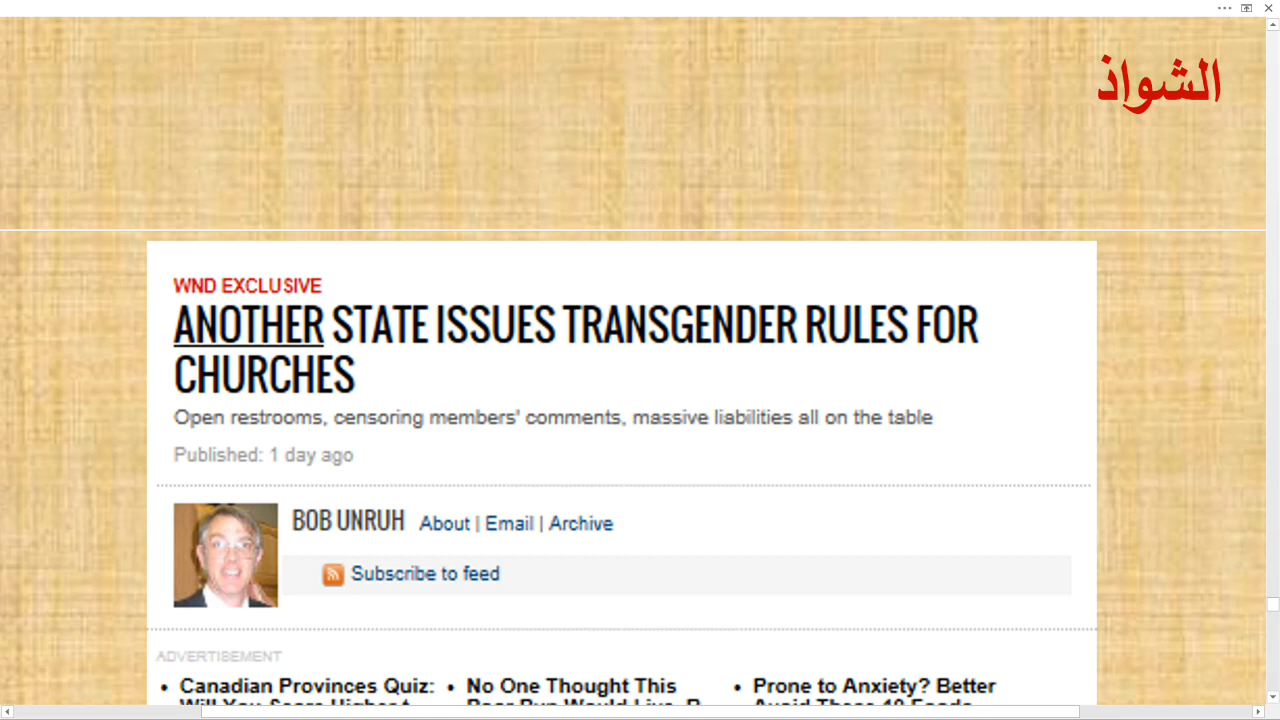 الشواذ
WND EXCLUSIVE
ANOTHER STATE ISSUES TRANSGENDER RULES FOR
CHURCHES
Open restrooms, censoring members' comments, massive liabilities all on the table
Published: 1 day ago
BOB UNRUH About | Email | Archive
Subscribe to feed
ADVERTISEMENT
• Canadian Provinces Quiz: • No One Thought This • Prone to Anxiety? Better